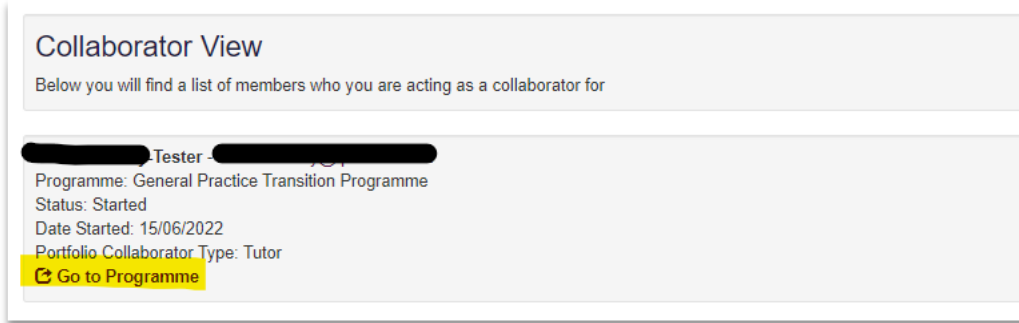 Collaborator View
Below you will find a list of members who you are acting as a collaborator for
-Tester -
Programme: General Practice Transition Programme
Status: Started
Date Started: 15/06/2022
Portfolio Collaborator Type: Tutor
Go to Programme